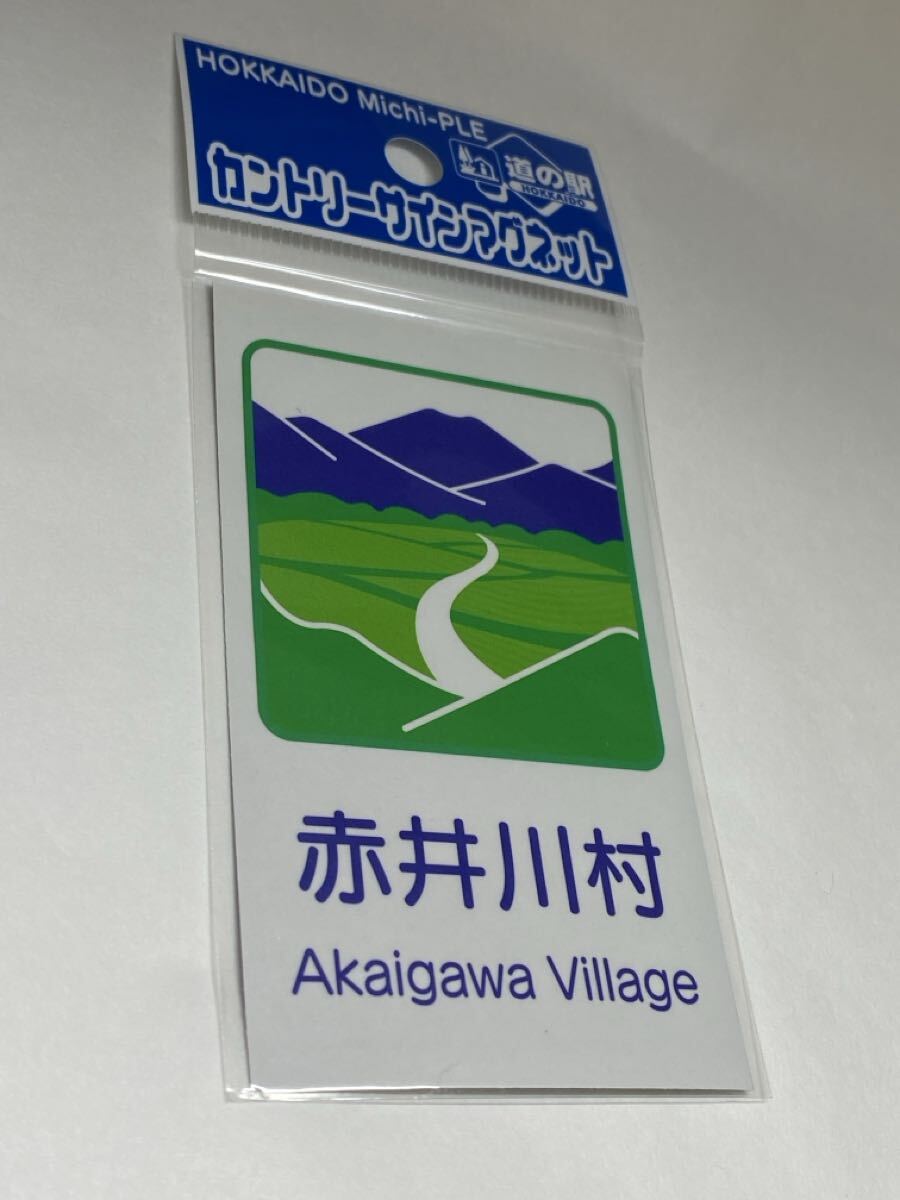 HOKKAIDO Michi-PLE
道の駅
HOKKAIDO
カントリーサインマグネット
赤井川村
Akaigawa Village